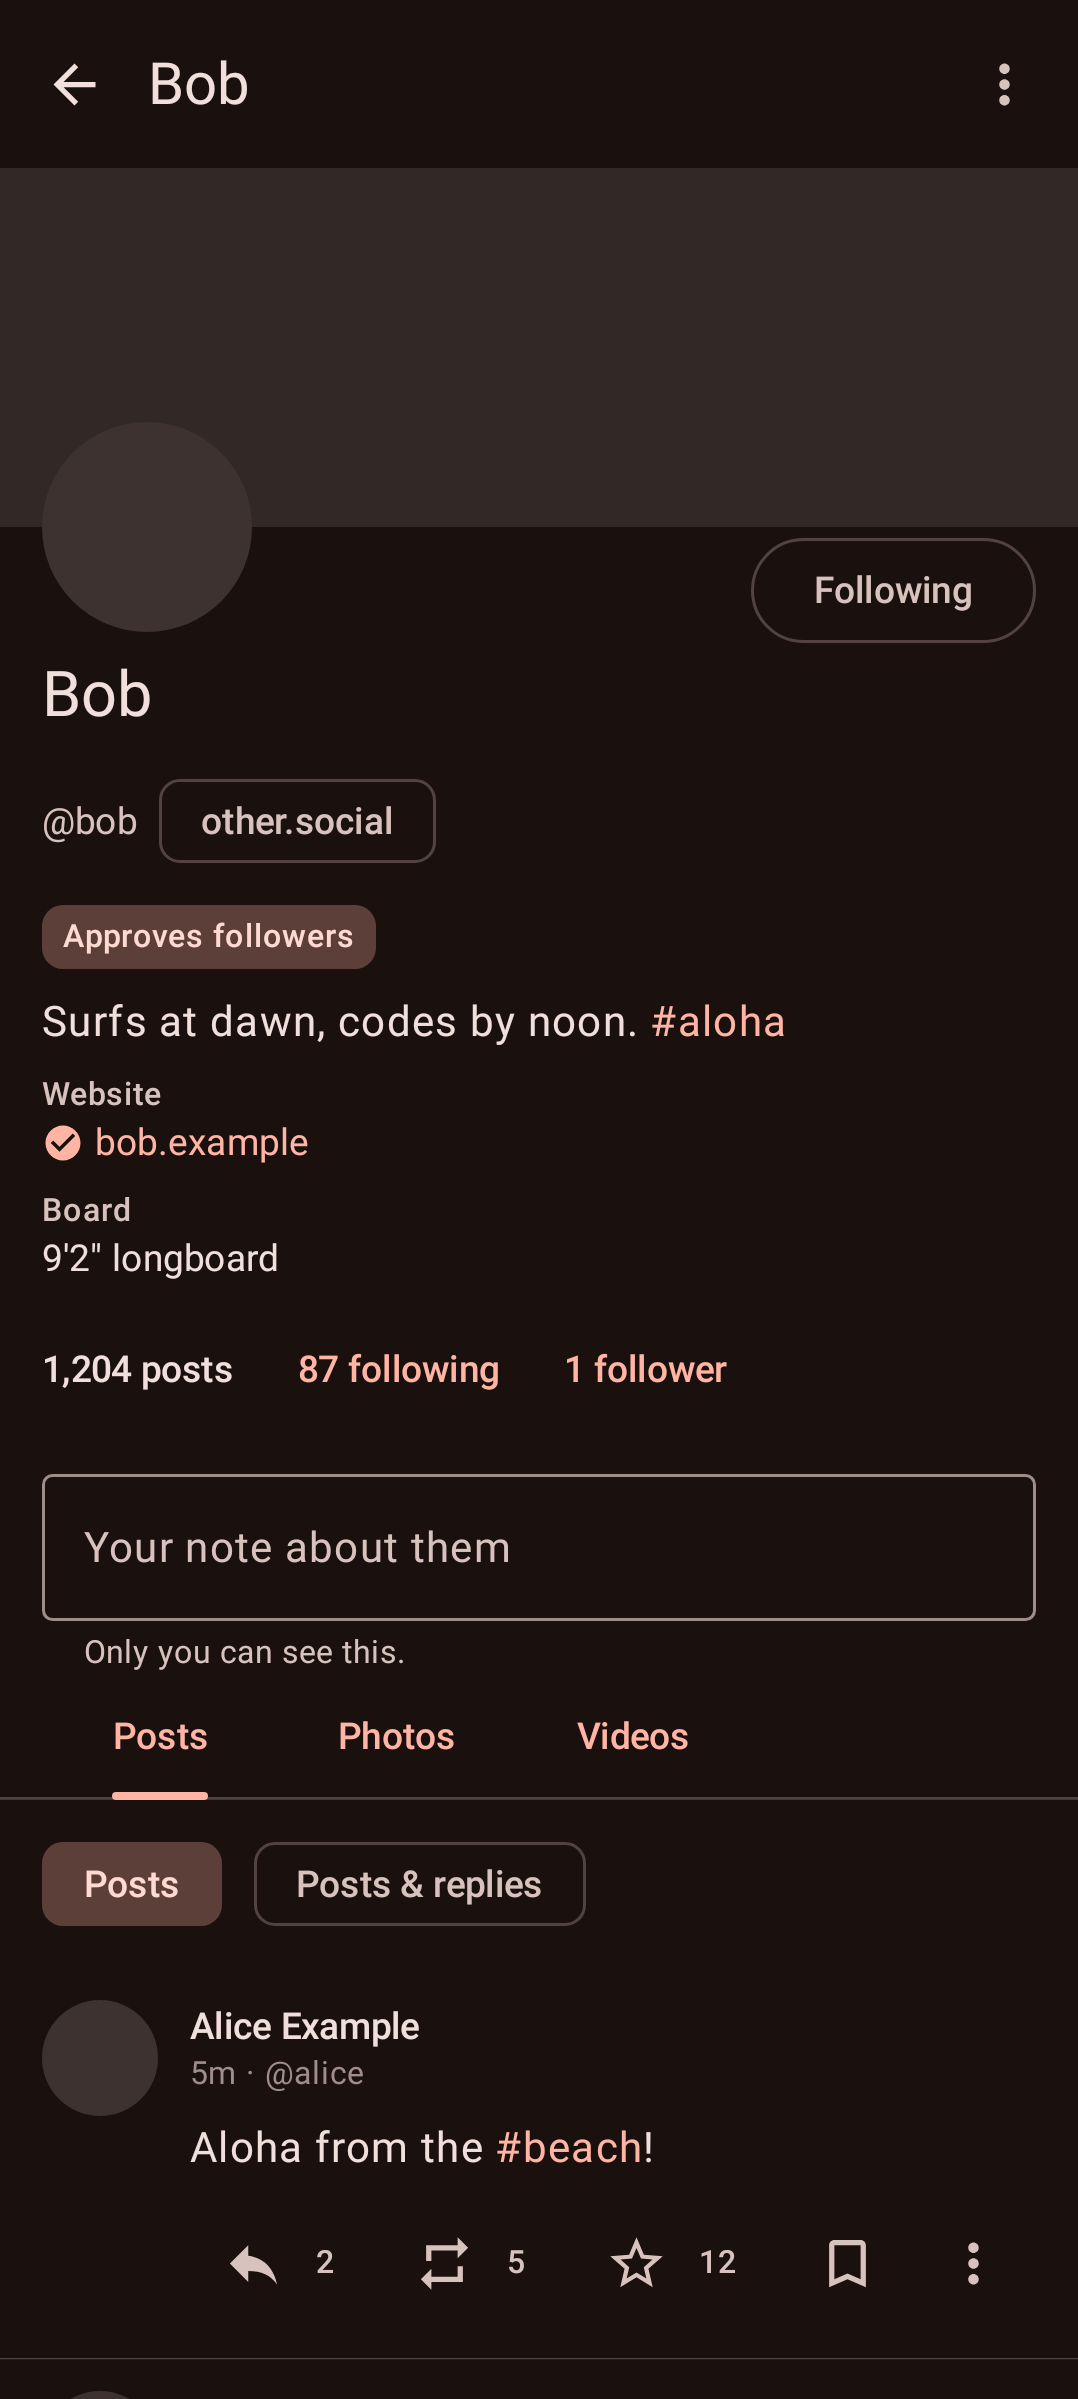 Bob
Following
Bob
@bob other.social
Approves followers
Surfs at dawn, codes by noon. #aloha
Website
bob.example
Board
9'2" longboard
1,204 posts 87 following 1 follower
Your note about them
Only you can see this.
Posts Photos Videos
Posts Posts & replies
Alice Example
5m · @alice
Aloha from the #beach!
2 5 12